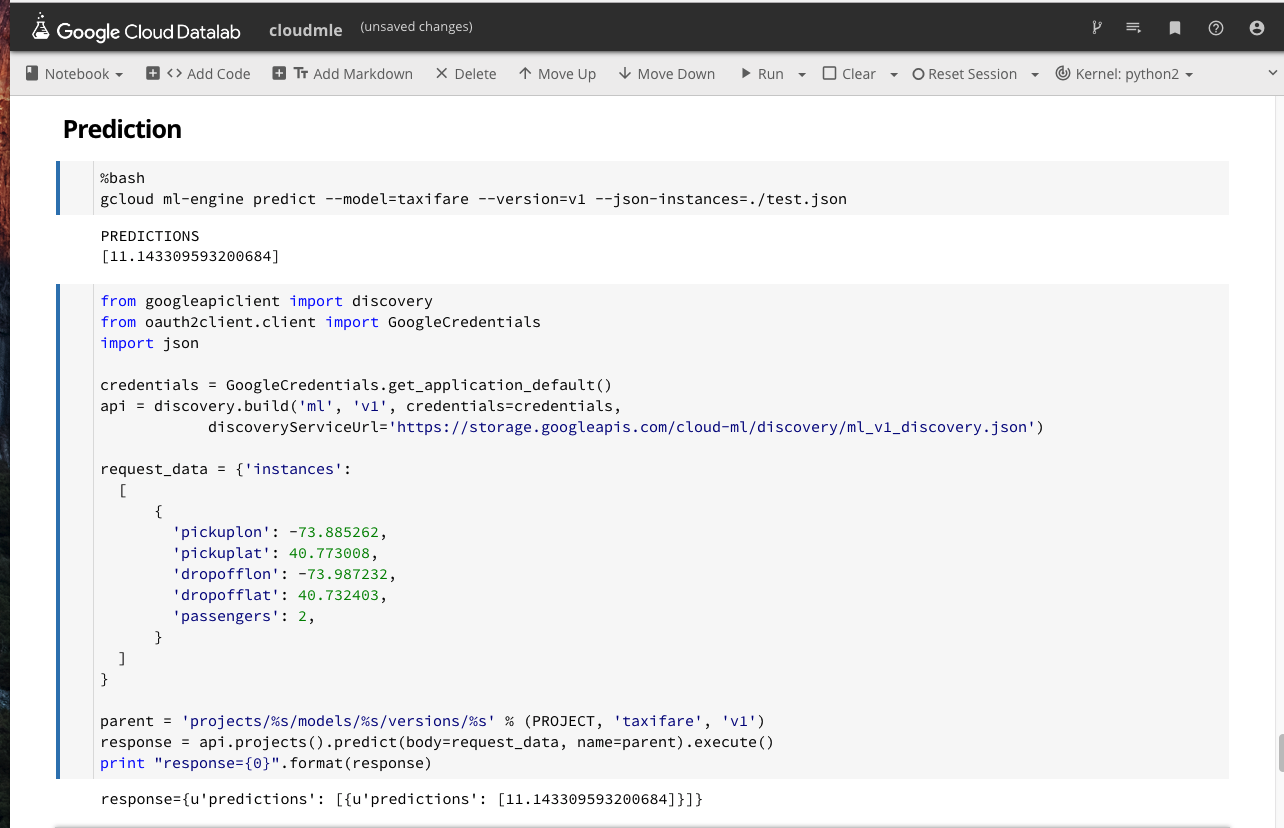 Google Cloud Datalab cloudmle (unsaved changes)
Notebook Add Code Tт Add Markdown Delete Move Up Move Down Run Clear Reset Session Kernel: python2
Prediction
%bash
gcloud ml-engine predict --model=taxifare --version=v1 --json-instances=./test.json
PREDICTIONS
[11.143309593200684]
from googleapiclient import discovery
from oauth2client.client import GoogleCredentials
import json
credentials = GoogleCredentials.get_application_default()
api = discovery.build('ml', 'v1', credentials=credentials,
            discoveryServiceUrl='https://storage.googleapis.com/cloud-ml/discovery/ml_v1_discovery.json')
request_data = {'instances':
  [
      {
        'pickuplon': -73.885262,
        'pickuplat': 40.773008,
        'dropofflon': -73.987232,
        'dropofflat': 40.732403,
        'passengers': 2,
      }
  ]
}
parent = 'projects/%s/models/%s/versions/%s' % (PROJECT, 'taxifare', 'v1')
response = api.projects().predict(body=request_data, name=parent).execute()
print "response={0}".format(response)
response={u'predictions': [{u'predictions': [11.143309593200684]}]}